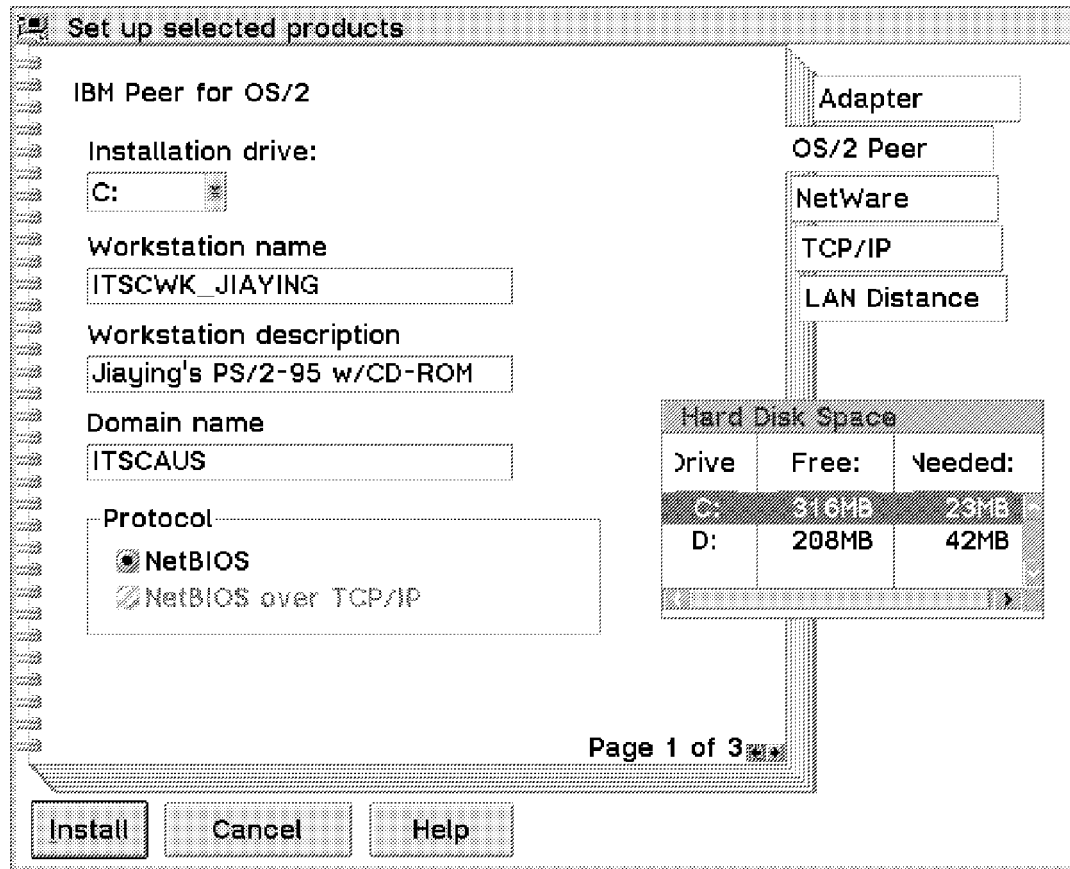 Set up selected products
IBM Peer for OS/2
Installation drive:
C:
Workstation name
ITSCWK_JIAYING
Workstation description
Jiaying's PS/2-95 w/CD-ROM
Domain name
ITSCAUS
Protocol
NetBIOS
NetBIOS over TCP/IP
Page 1 of 3
Adapter
OS/2 Peer
NetWare
TCP/IP
LAN Distance
Hard Disk Space
Drive Free: Needed:
C: 316MB 23MB
D: 208MB 42MB
Install Cancel Help